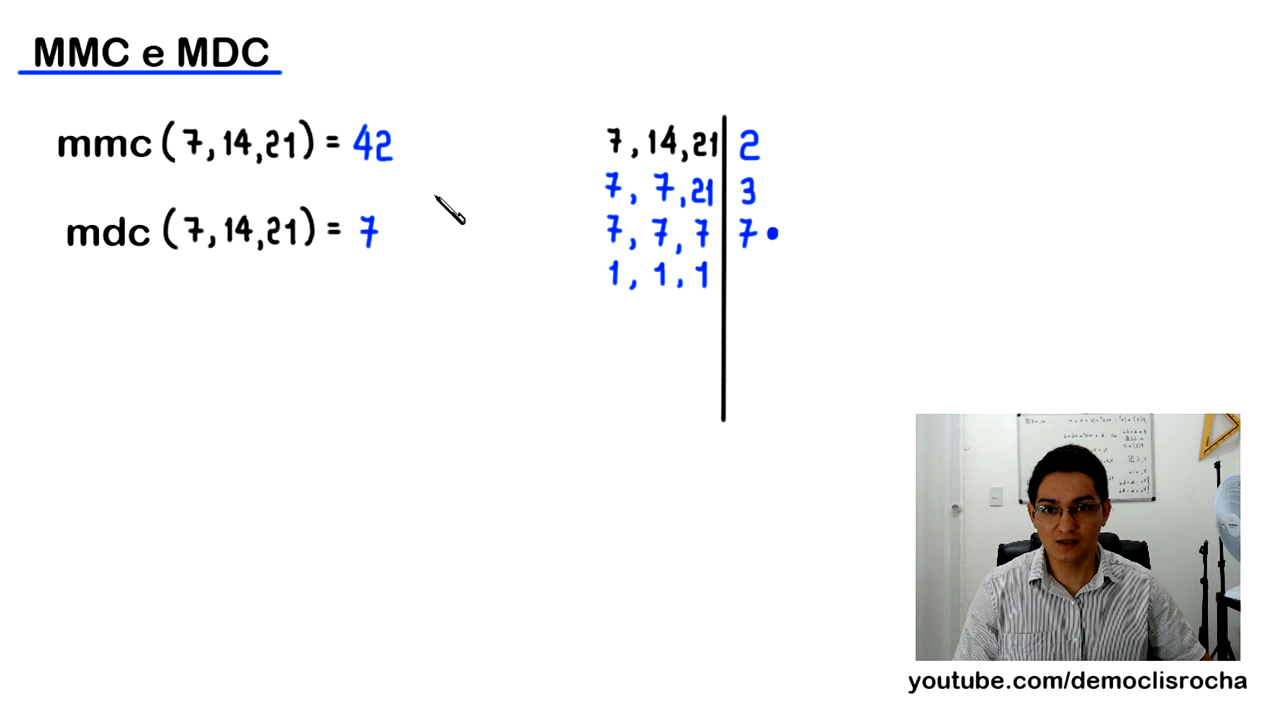 MMC e MDC
mmc (7,14,21) = 42
mdc (7,14,21) = 7
7, 14, 21 | 2
7, 7, 21 | 3
7, 7, 7 | 7 •
1, 1, 1 |
youtube.com/democlisrocha